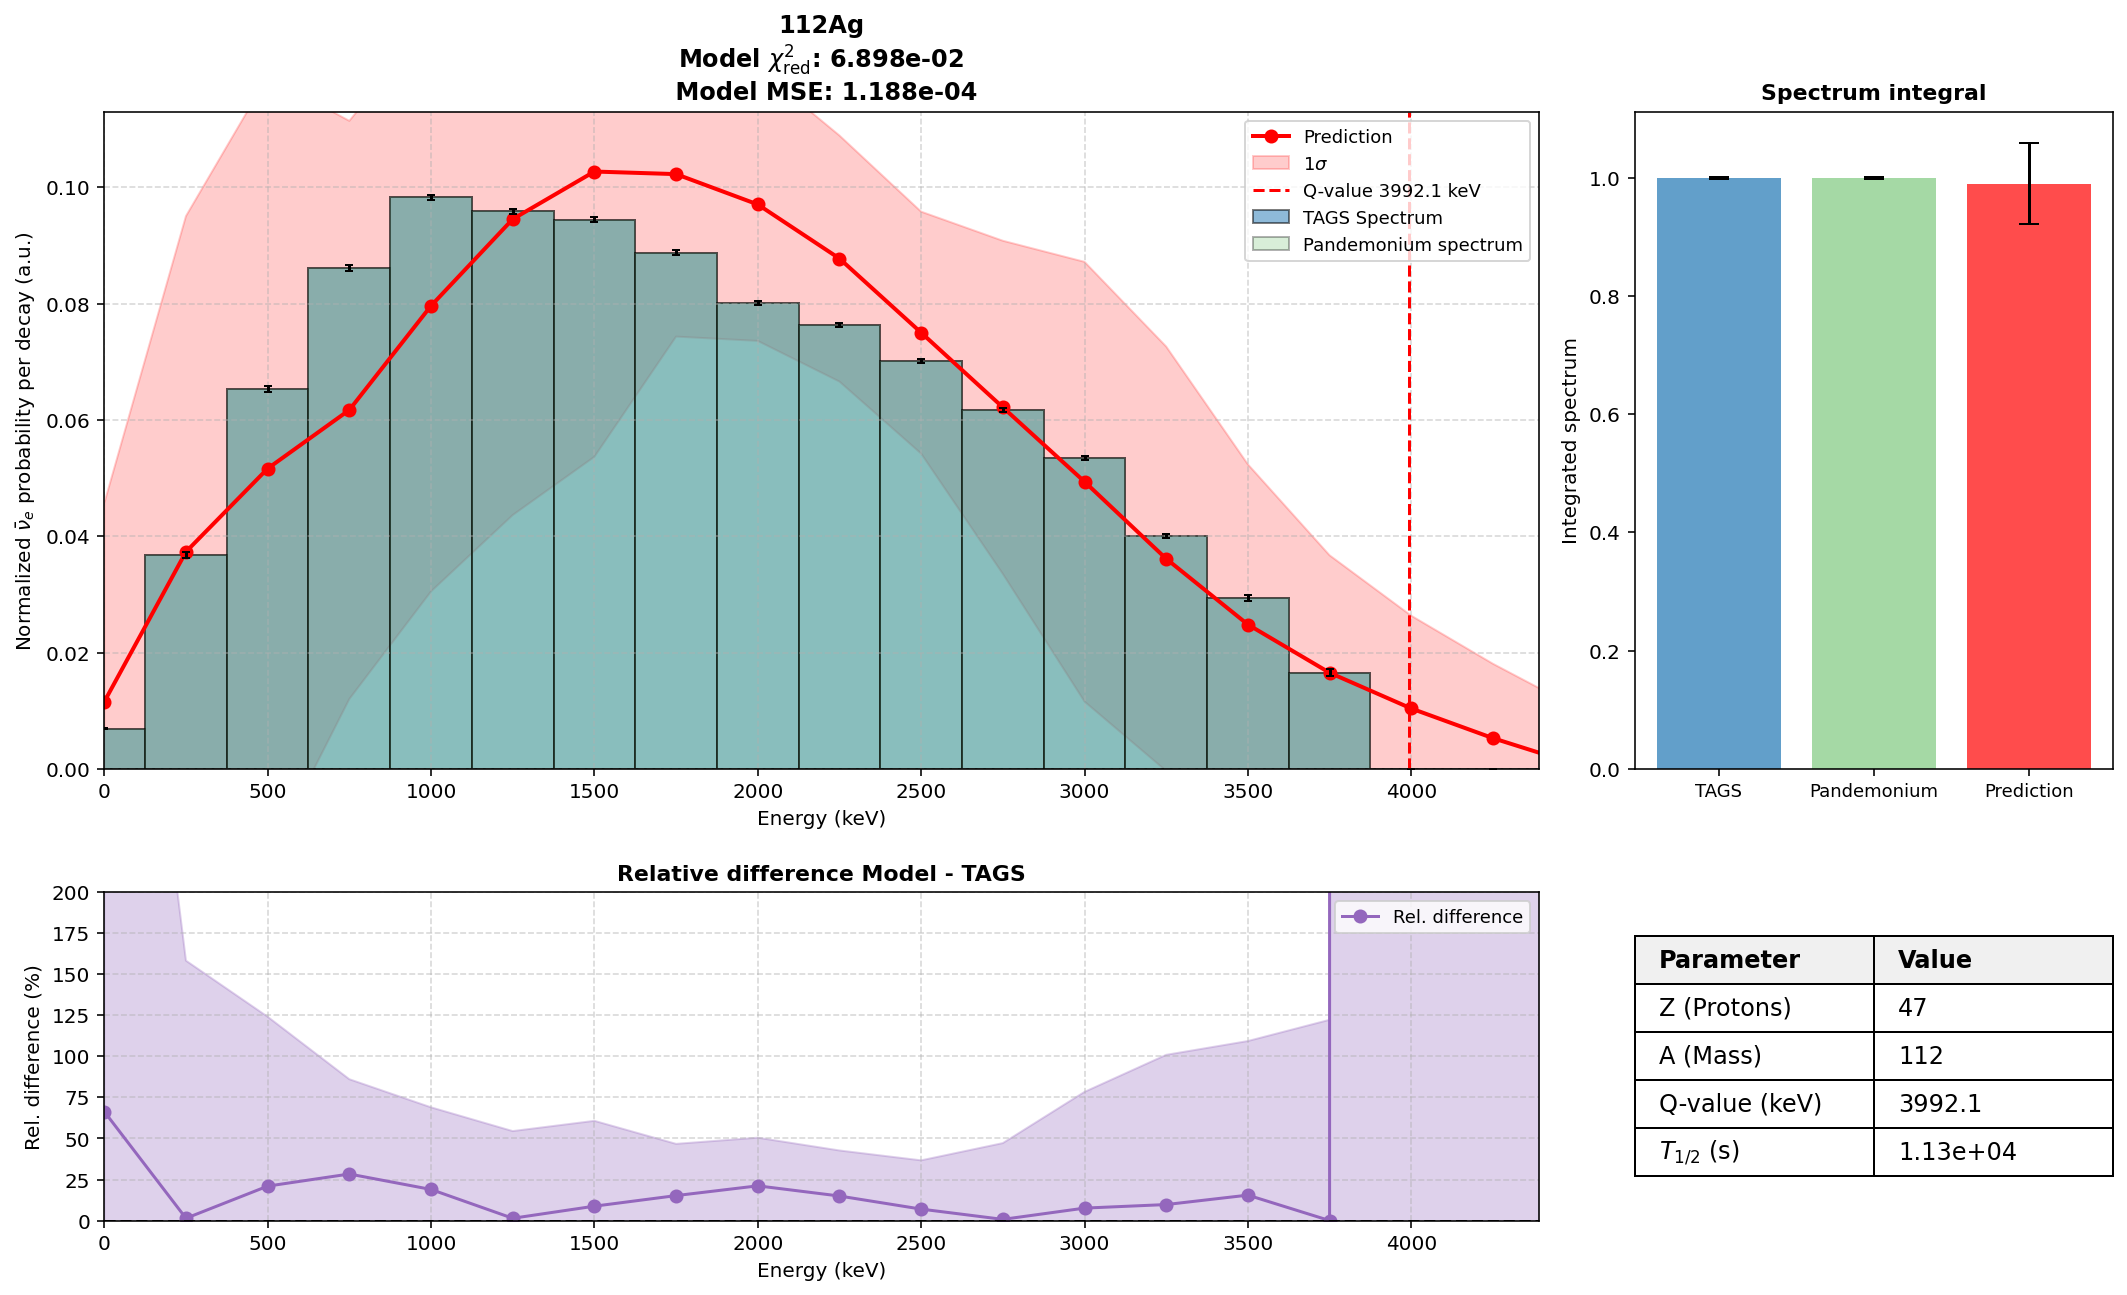 112Ag
Model χ²red: 6.898e-02
Model MSE: 1.188e-04
Normalized ν̄e probability per decay (a.u.)
0.10
0.08
0.06
0.04
0.02
0.00
0 500 1000 1500 2000 2500 3000 3500 4000
Energy (keV)
Prediction
1σ
Q-value 3992.1 keV
TAGS Spectrum
Pandemonium spectrum
Spectrum integral
Integrated spectrum
1.0
0.8
0.6
0.4
0.2
0.0
TAGS Pandemonium Prediction
Relative difference Model - TAGS
Rel. difference (%)
200
175
150
125
100
75
50
25
0
0 500 1000 1500 2000 2500 3000 3500 4000
Energy (keV)
Rel. difference
Parameter Value
Z (Protons) 47
A (Mass) 112
Q-value (keV) 3992.1
T1/2 (s) 1.13e+04